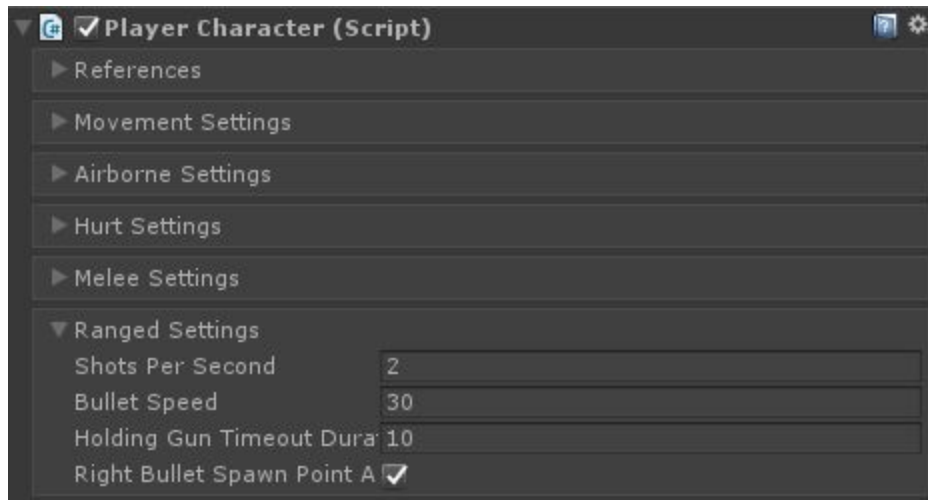 Player Character (Script)
References
Movement Settings
Airborne Settings
Hurt Settings
Melee Settings
Ranged Settings
Shots Per Second 2
Bullet Speed 30
Holding Gun Timeout Dura 10
Right Bullet Spawn Point A